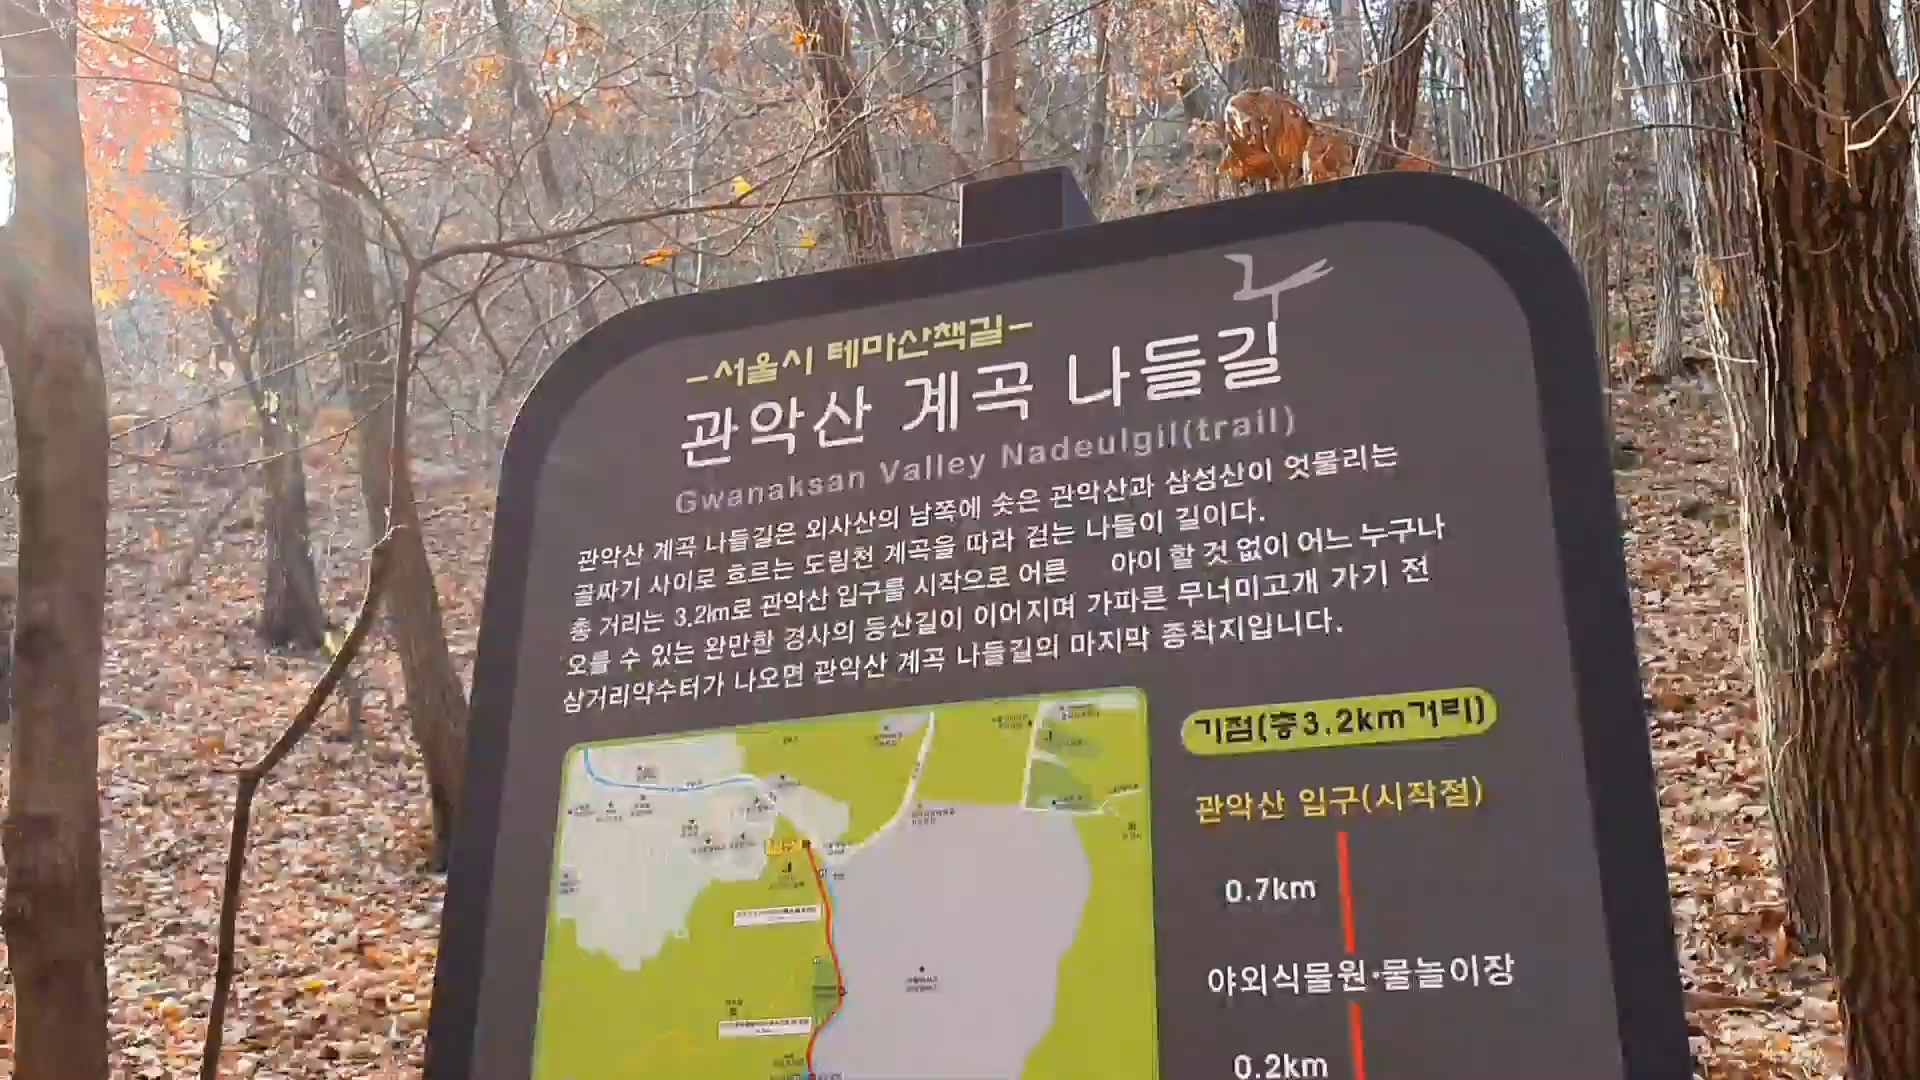 -서울시 테마산책길-
관악산 계곡 나들길
Gwanaksan Valley Nadeulgil(trail)
관악산 계곡 나들길은 외사산의 남쪽에 솟은 관악산과 삼성산이 엇물리는
골짜기 사이로 흐르는 도림천 계곡을 따라 걷는 나들이 길이다.
총 거리는 3.2km로 관악산 입구를 시작으로 어른 아이 할 것 없이 어느 누구나
오를 수 있는 완만한 경사의 등산길이 이어지며 가파른 무너미고개 가기 전
삼거리약수터가 나오면 관악산 계곡 나들길의 마지막 종착지입니다.
기점(총3.2km거리)
관악산 입구(시작점)
0.7km
야외식물원·물놀이장
0.2km